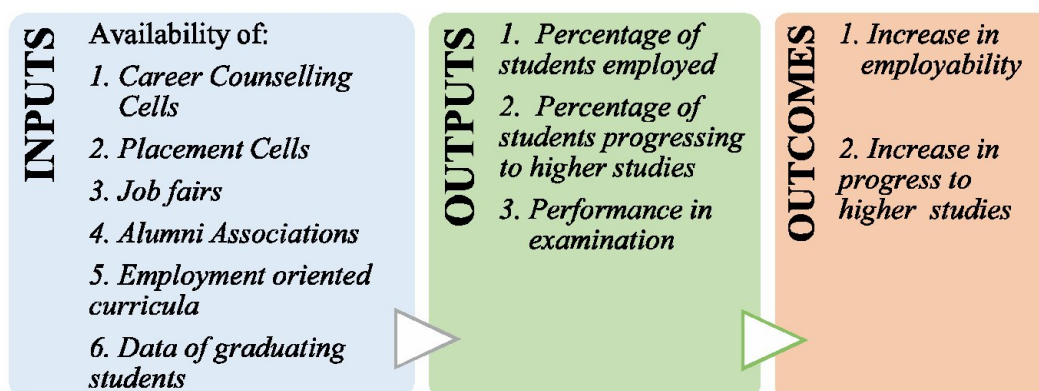 INPUTS
Availability of:
1. Career Counselling
Cells
2. Placement Cells
3. Job fairs
4. Alumni Associations
5. Employment oriented
curricula
6. Data of graduating
students
OUTPUTS
1. Percentage of
students employed
2. Percentage of
students progressing
to higher studies
3. Performance in
examination
OUTCOMES
1. Increase in
employability
2. Increase in
progress to
higher studies